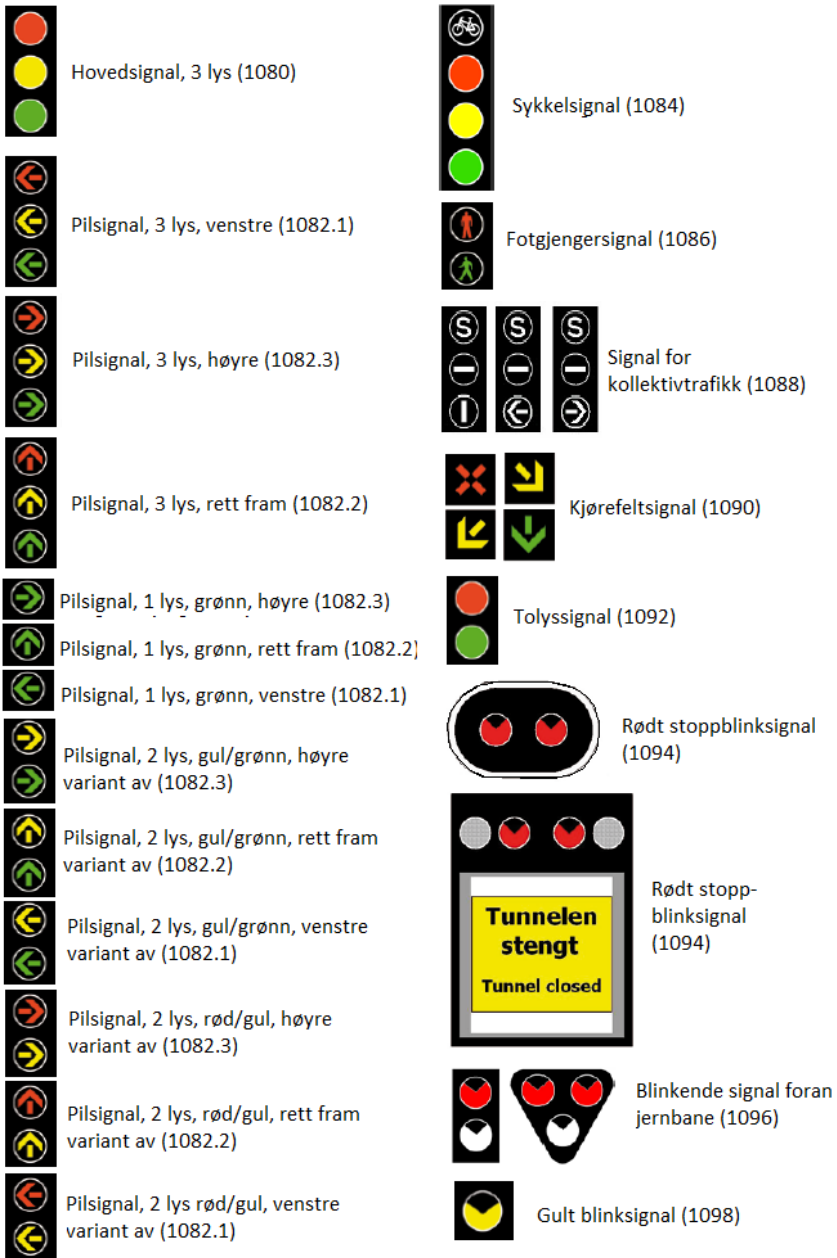 Hovedsignal, 3 lys (1080)
Pilsignal, 3 lys, venstre (1082.1)
Pilsignal, 3 lys, høyre (1082.3)
Pilsignal, 3 lys, rett fram (1082.2)
Pilsignal, 1 lys, grønn, høyre (1082.3)
Pilsignal, 1 lys, grønn, rett fram (1082.2)
Pilsignal, 1 lys, grønn, venstre (1082.1)
Pilsignal, 2 lys, gul/grønn, høyre
variant av (1082.3)
Pilsignal, 2 lys, gul/grønn, rett fram
variant av (1082.2)
Pilsignal, 2 lys, gul/grønn, venstre
variant av (1082.1)
Pilsignal, 2 lys, rød/gul, høyre
variant av (1082.3)
Pilsignal, 2 lys, rød/gul, rett fram
variant av (1082.2)
Pilsignal, 2 lys rød/gul, venstre
variant av (1082.1)
Sykkelsignal (1084)
Fotgjengersignal (1086)
S S S
Signal for
kollektivtrafikk (1088)
Kjørefeltsignal (1090)
Tolyssignal (1092)
Rødt stoppblinksignal
(1094)
Tunnelen
stengt
Tunnel closed
Rødt stopp-
blinksignal
(1094)
Blinkende signal foran
jernbane (1096)
Gult blinksignal (1098)